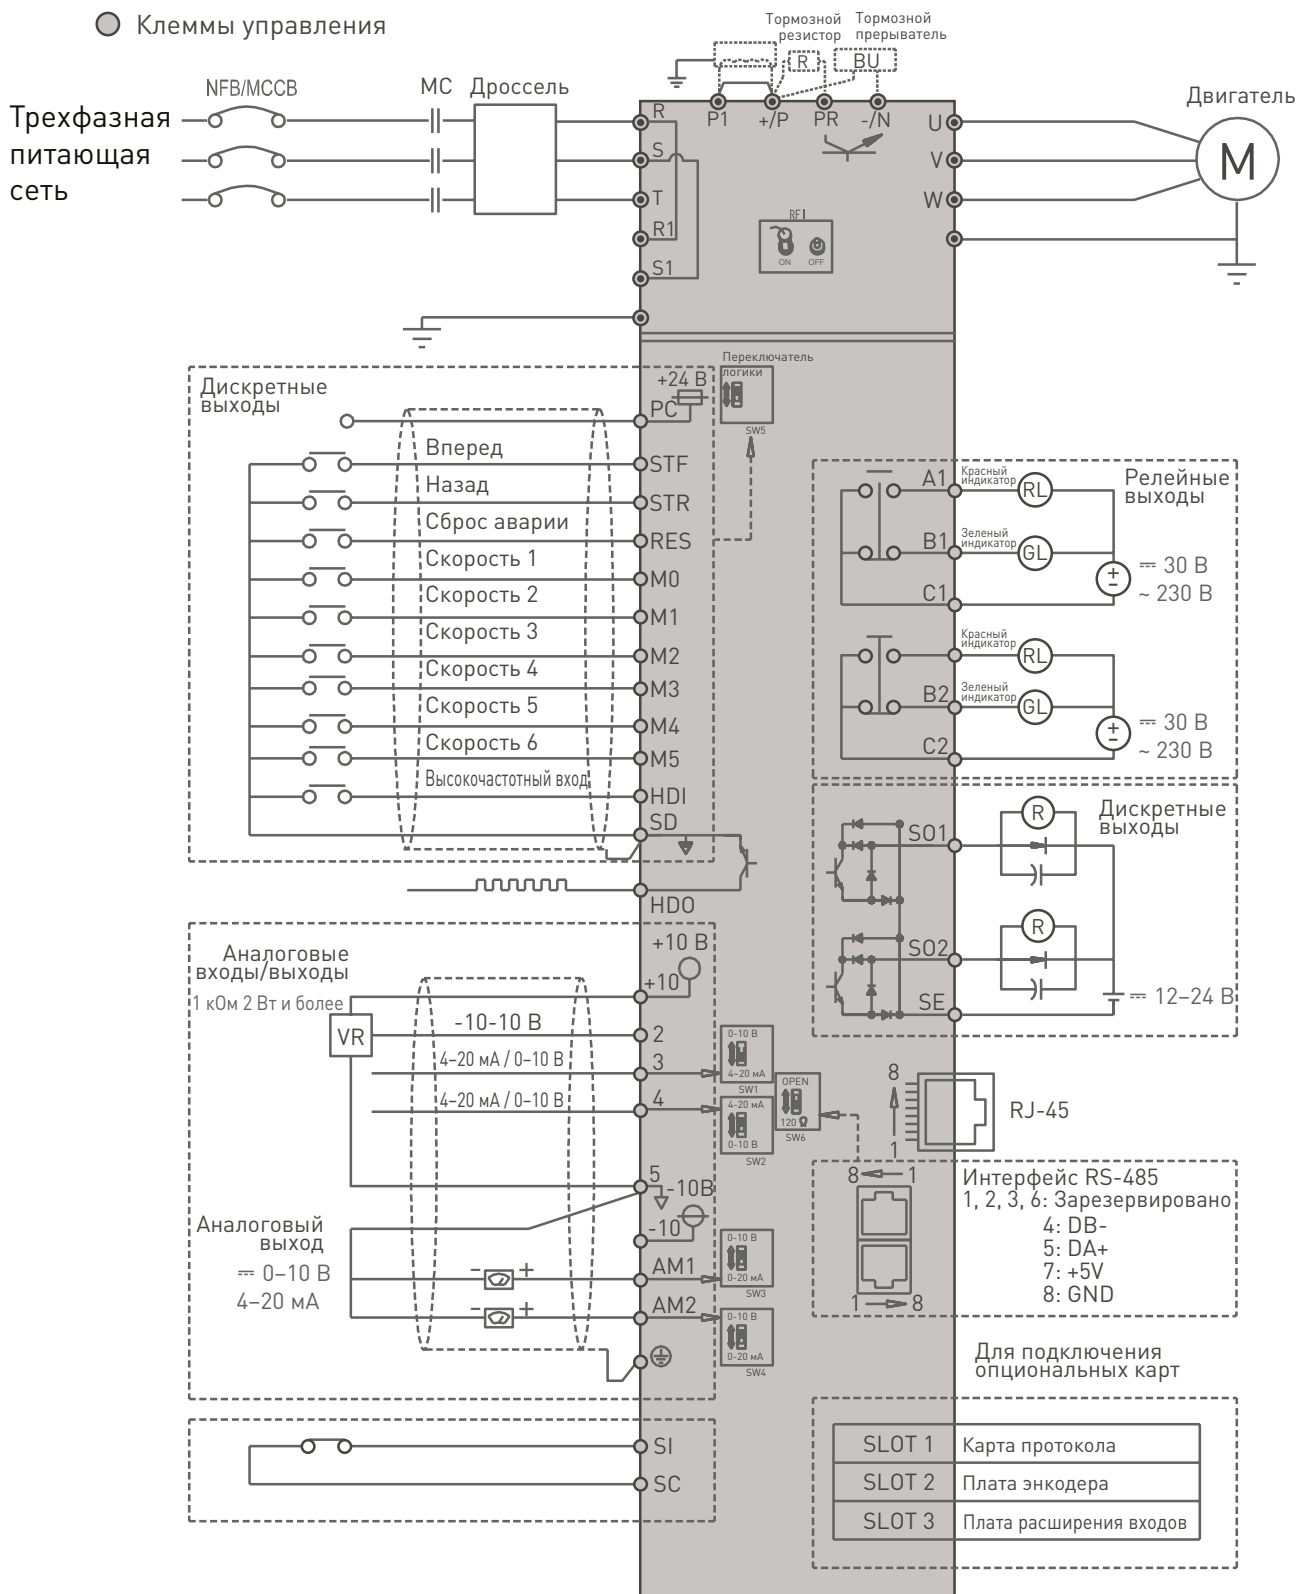 Клеммы управления
Тормозной
резистор
Тормозной
прерыватель
R
BU
NFB/MCCB
MC
Дроссель
Двигатель
Трехфазная
питающая
сеть
P1
+/P
PR
-/N
R
S
T
R1
S1
U
V
W
M
RFI
ON
OFF
Дискретные
выходы
+24 В
PC
Переключатель
логики
SW5
Вперед
STF
Назад
STR
Сброс аварии
RES
Скорость 1
M0
Скорость 2
M1
Скорость 3
M2
Скорость 4
M3
Скорость 5
M4
Скорость 6
M5
Высокочастотный вход
HDI
SD
HDO
Релейные
выходы
A1
Красный
индикатор
RL
B1
Зеленый
индикатор
GL
C1
+
-
⎓ 30 В
~ 230 В
Красный
индикатор
RL
B2
Зеленый
индикатор
GL
C2
+
-
⎓ 30 В
~ 230 В
Дискретные
выходы
SO1
R
SO2
R
SE
⎓ 12–24 В
Аналоговые
входы/выходы
1 кОм 2 Вт и более
VR
+10 В
+10
-10-10 В
2
4–20 мА / 0–10 В
3
4–20 мА / 0–10 В
4
0-10 В
4~20 мА
SW1
4-20 мА
0-10 В
SW2
OPEN
120 Ω
SW6
5
-10В
-10
Аналоговый
выход
⎓ 0–10 В
4–20 мА
- +
AM1
- +
AM2
0-10 В
0-20 мА
SW3
0-10 В
0-20 мА
SW4
8
1
RJ-45
8 1
1 8
Интерфейс RS-485
1, 2, 3, 6: Зарезервировано
4: DB-
5: DA+
7: +5V
8: GND
Для подключения
опциональных карт
SI
SC
SLOT 1 Карта протокола
SLOT 2 Плата энкодера
SLOT 3 Плата расширения входов